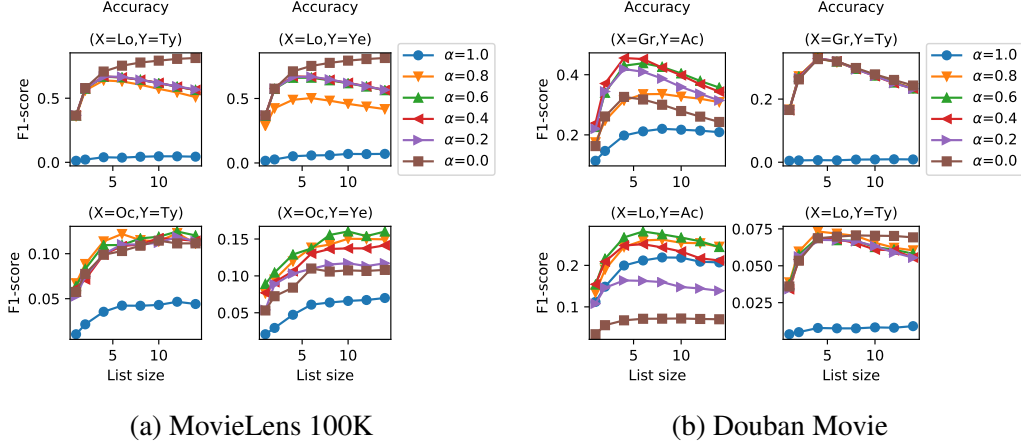 Accuracy
Accuracy
Accuracy
Accuracy
(X=Lo,Y=Ty)
(X=Lo,Y=Ye)
(X=Gr,Y=Ac)
(X=Gr,Y=Ty)
F1-score
0.0
0.5
5
10
0.0
0.5
5
10
α=1.0
α=0.8
α=0.6
α=0.4
α=0.2
α=0.0
F1-score
0.2
0.4
5
10
0.0
0.2
5
10
α=1.0
α=0.8
α=0.6
α=0.4
α=0.2
α=0.0
(X=Oc,Y=Ty)
(X=Oc,Y=Ye)
(X=Lo,Y=Ac)
(X=Lo,Y=Ty)
F1-score
0.05
0.10
5
10
List size
0.05
0.10
0.15
5
10
List size
F1-score
0.1
0.2
5
10
List size
0.025
0.050
0.075
5
10
List size
(a) MovieLens 100K
(b) Douban Movie